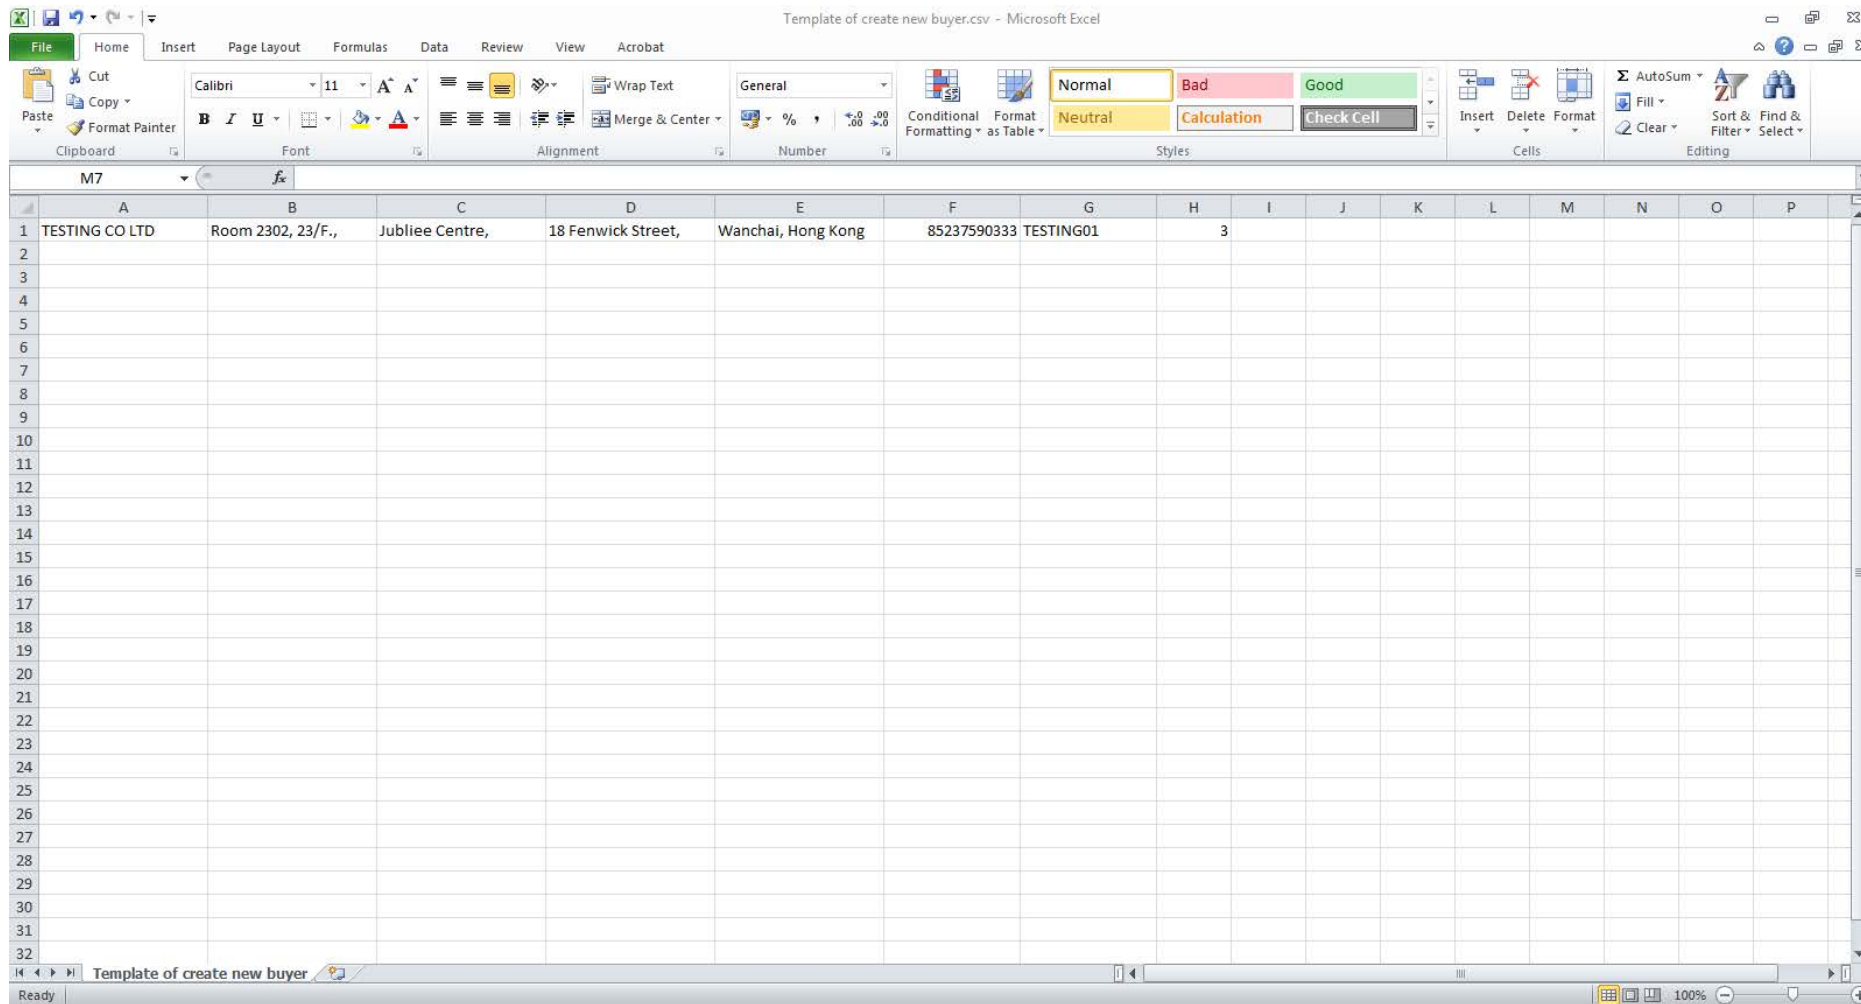 Template of create new buyer.csv - Microsoft Excel
File Home Insert Page Layout Formulas Data Review View Acrobat
Paste
Cut
Copy
Format Painter
Clipboard
Calibri 11 A A
B I U A
Font
Wrap Text
Merge & Center
Alignment
General
% , .0 .00 .00 .0
Number
Conditional Formatting
Format as Table
Normal Bad Good
Neutral Calculation Check Cell
Styles
Insert Delete Format
Cells
Σ AutoSum
Fill
Clear
Sort & Filter
Find & Select
Editing
M7 fx
A B C D E F G H I J K L M N O P
1 TESTING CO LTD Room 2302, 23/F., Jubliee Centre, 18 Fenwick Street, Wanchai, Hong Kong 85237590333 TESTING01 3
2
3
4
5
6
7
8
9
10
11
12
13
14
15
16
17
18
19
20
21
22
23
24
25
26
27
28
29
30
31
32
Template of create new buyer
Ready 100%